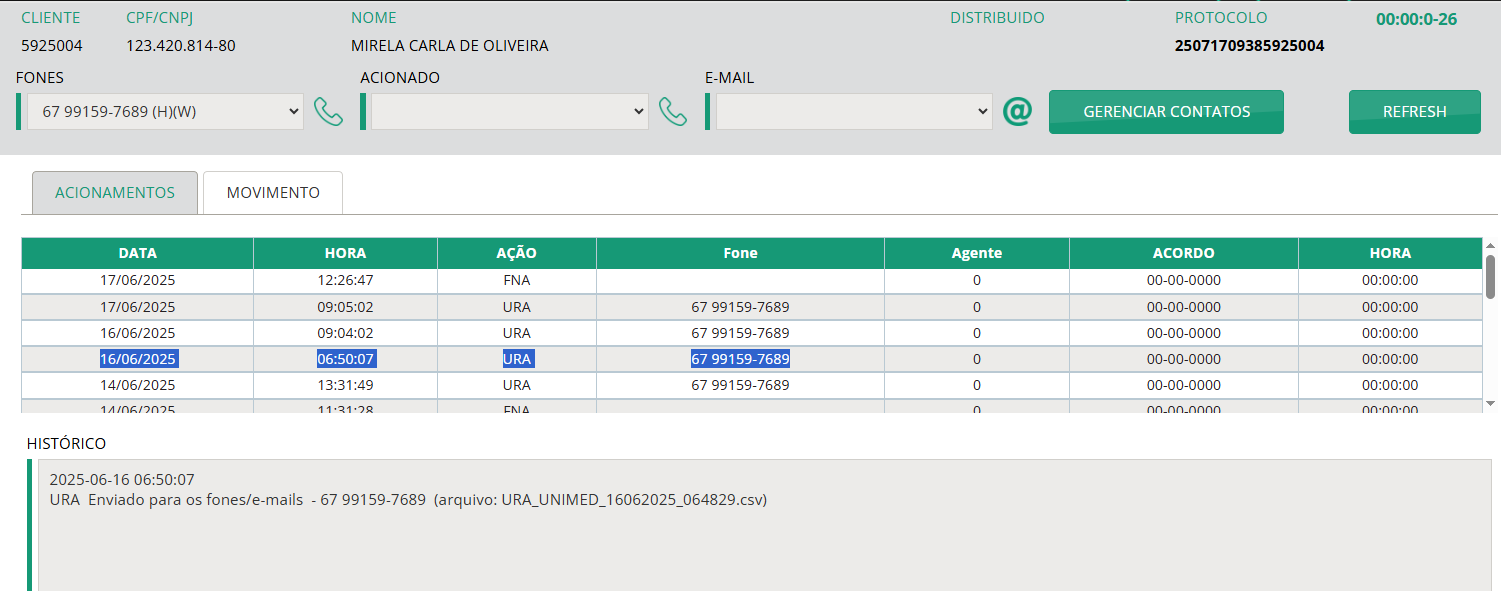 CLIENTE CPF/CNPJ NOME DISTRIBUIDO PROTOCOLO 00:00:0-26
5925004 123.420.814-80 MIRELA CARLA DE OLIVEIRA 25071709385925004
FONES ACIONADO E-MAIL
67 99159-7689 (H)(W) @ GERENCIAR CONTATOS REFRESH
ACIONAMENTOS MOVIMENTO
DATA HORA AÇÃO Fone Agente ACORDO HORA
17/06/2025 12:26:47 FNA 0 00-00-0000 00:00:00
17/06/2025 09:05:02 URA 67 99159-7689 0 00-00-0000 00:00:00
16/06/2025 09:04:02 URA 67 99159-7689 0 00-00-0000 00:00:00
16/06/2025 06:50:07 URA 67 99159-7689 0 00-00-0000 00:00:00
14/06/2025 13:31:49 URA 67 99159-7689 0 00-00-0000 00:00:00
14/06/2025 11:31:28 FNA 0 00-00-0000 00:00:00
HISTÓRICO
2025-06-16 06:50:07
URA Enviado para os fones/e-mails - 67 99159-7689 (arquivo: URA_UNIMED_16062025_064829.csv)